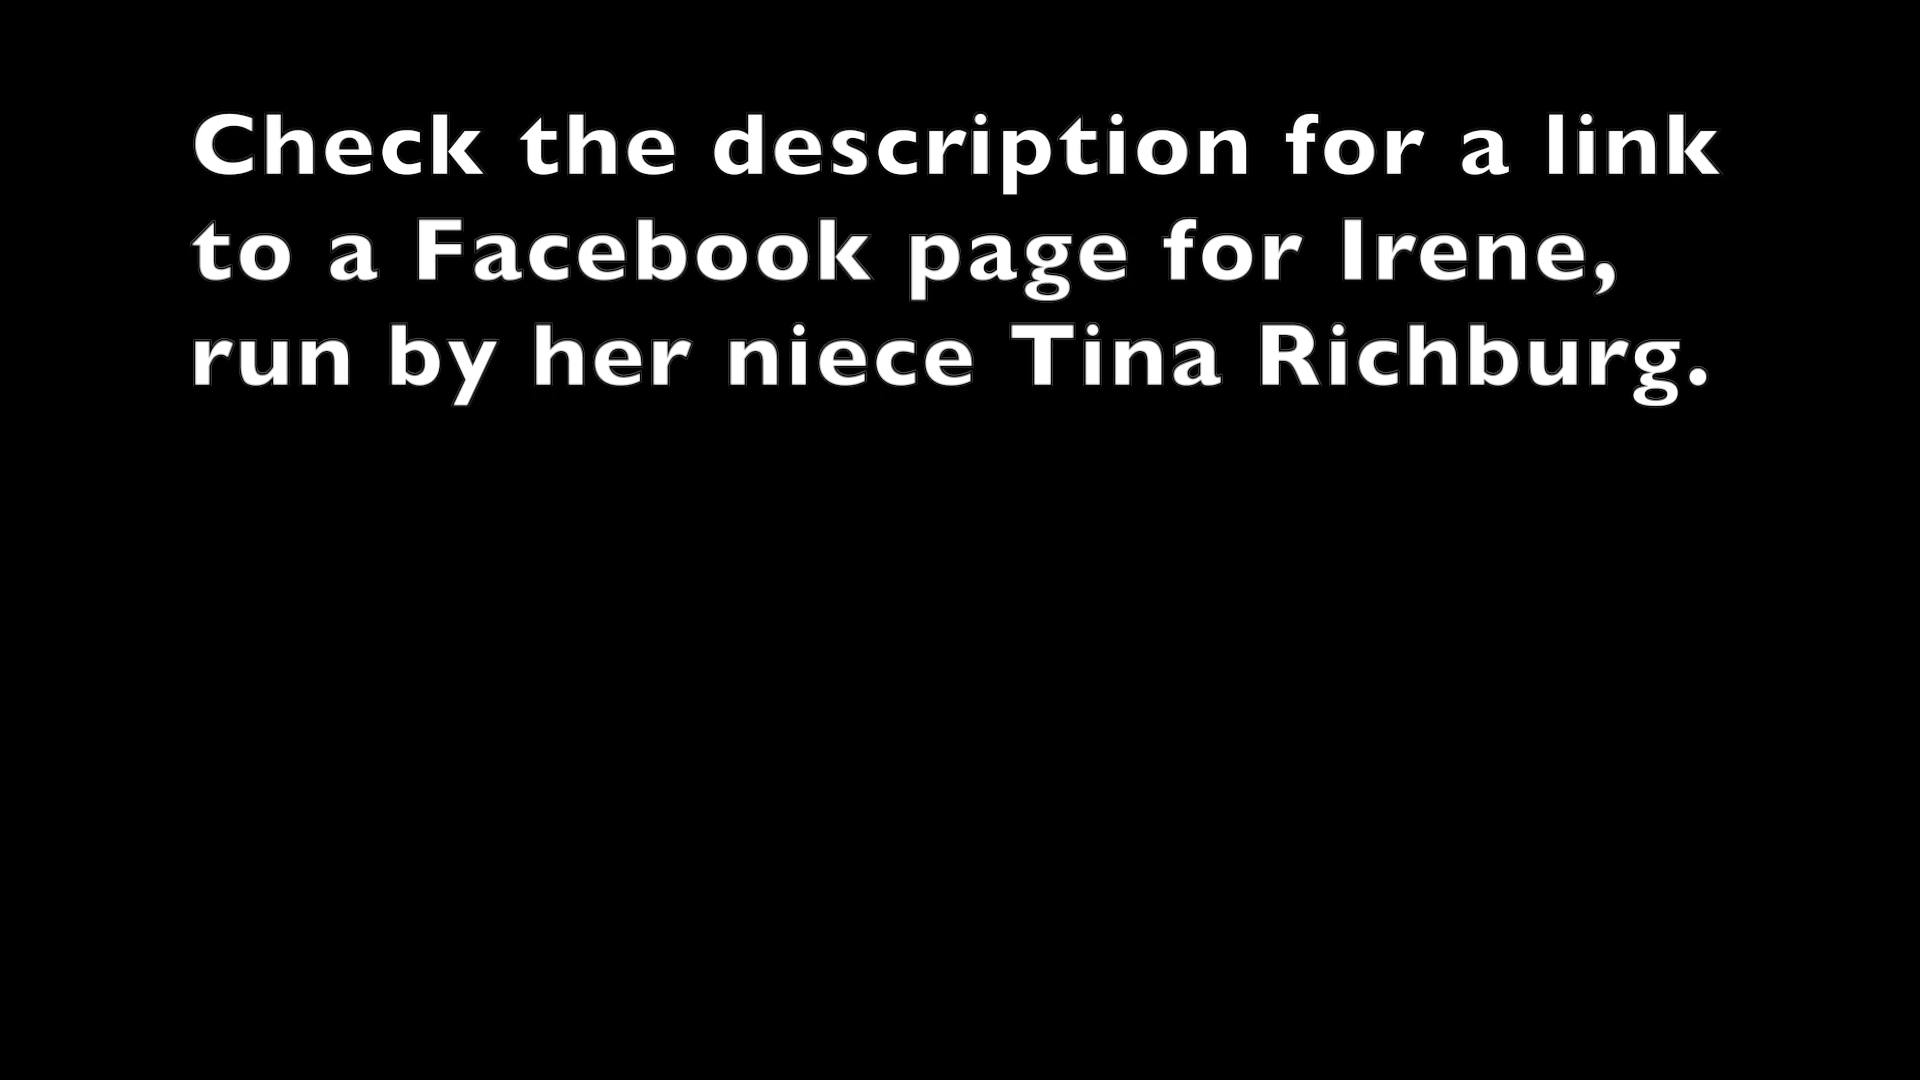 Check the description for a link
to a Facebook page for Irene,
run by her niece Tina Richburg.